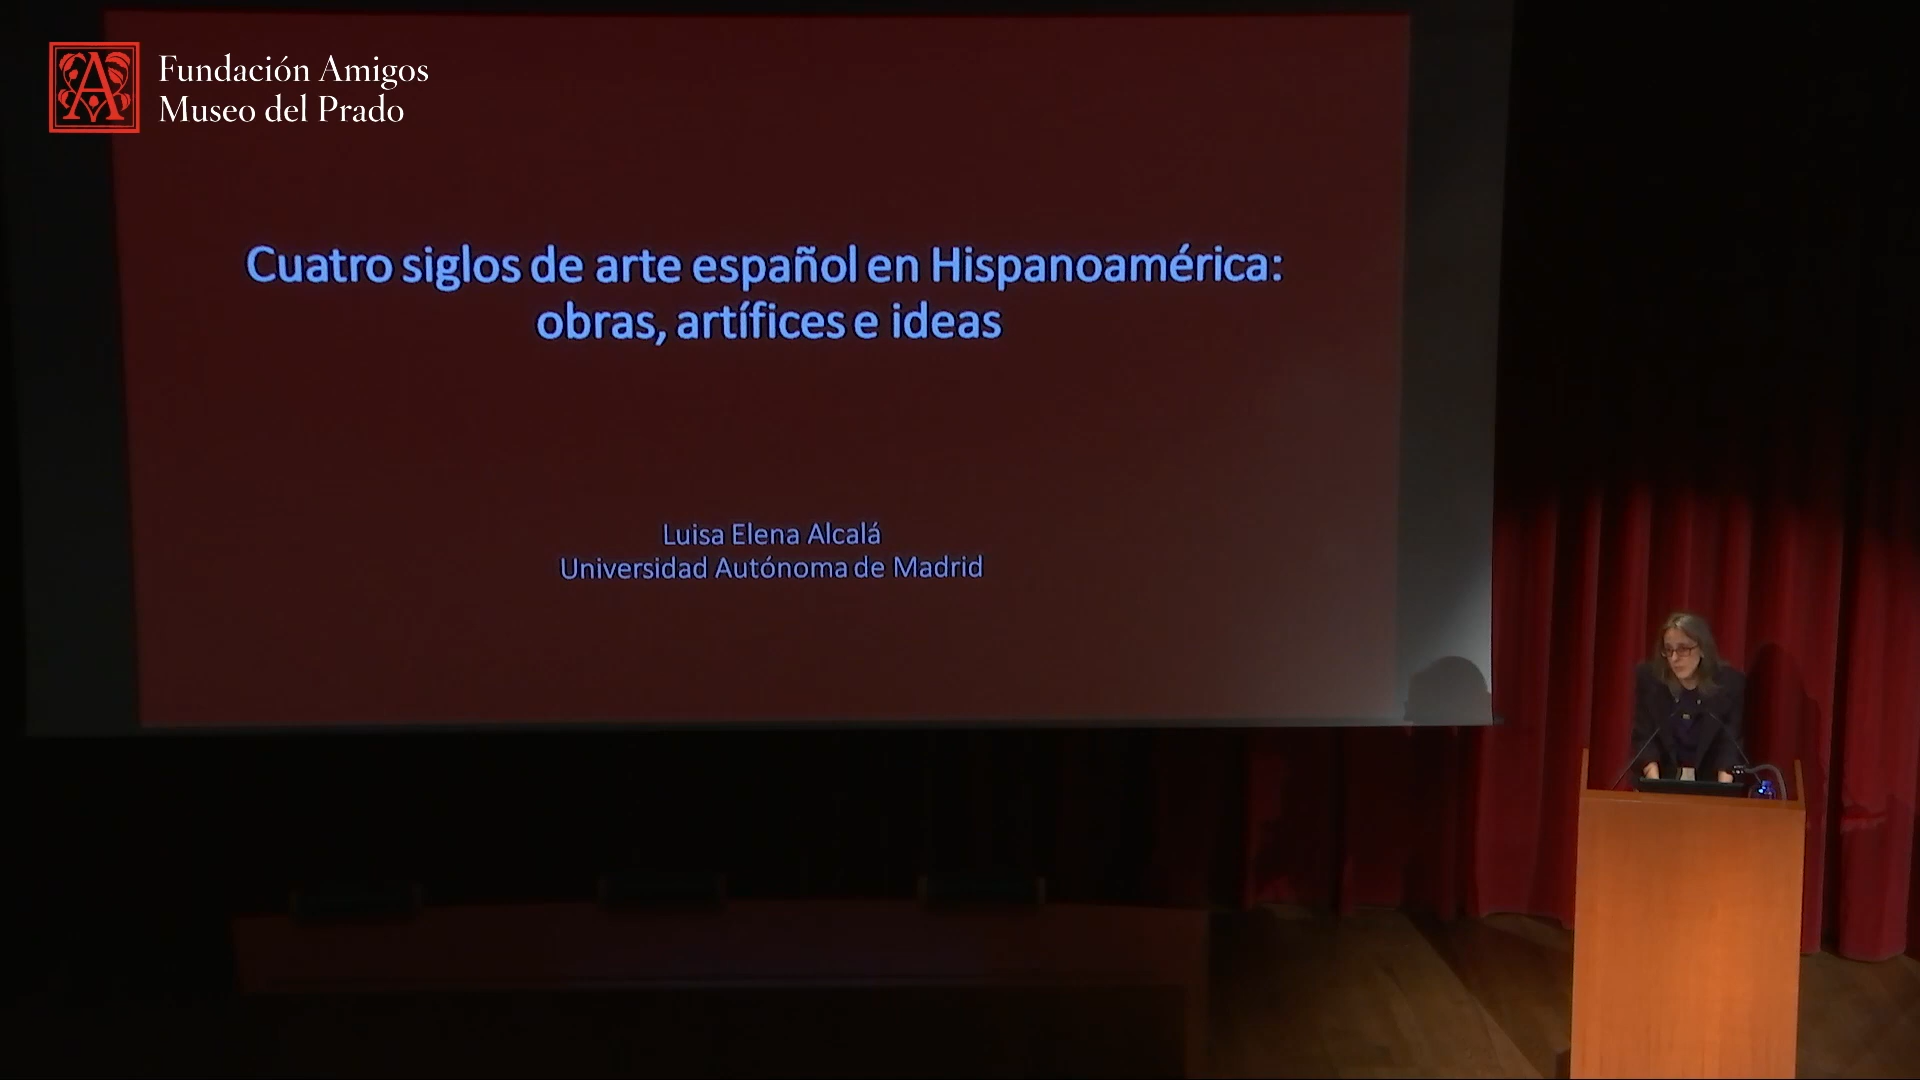 Fundación Amigos
Museo del Prado
Cuatro siglos de arte español en Hispanoamérica:
obras, artífices e ideas
Luisa Elena Alcalá
Universidad Autónoma de Madrid